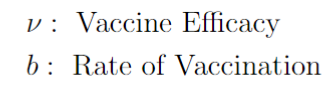 ν : Vaccine Efficacy
b : Rate of Vaccination